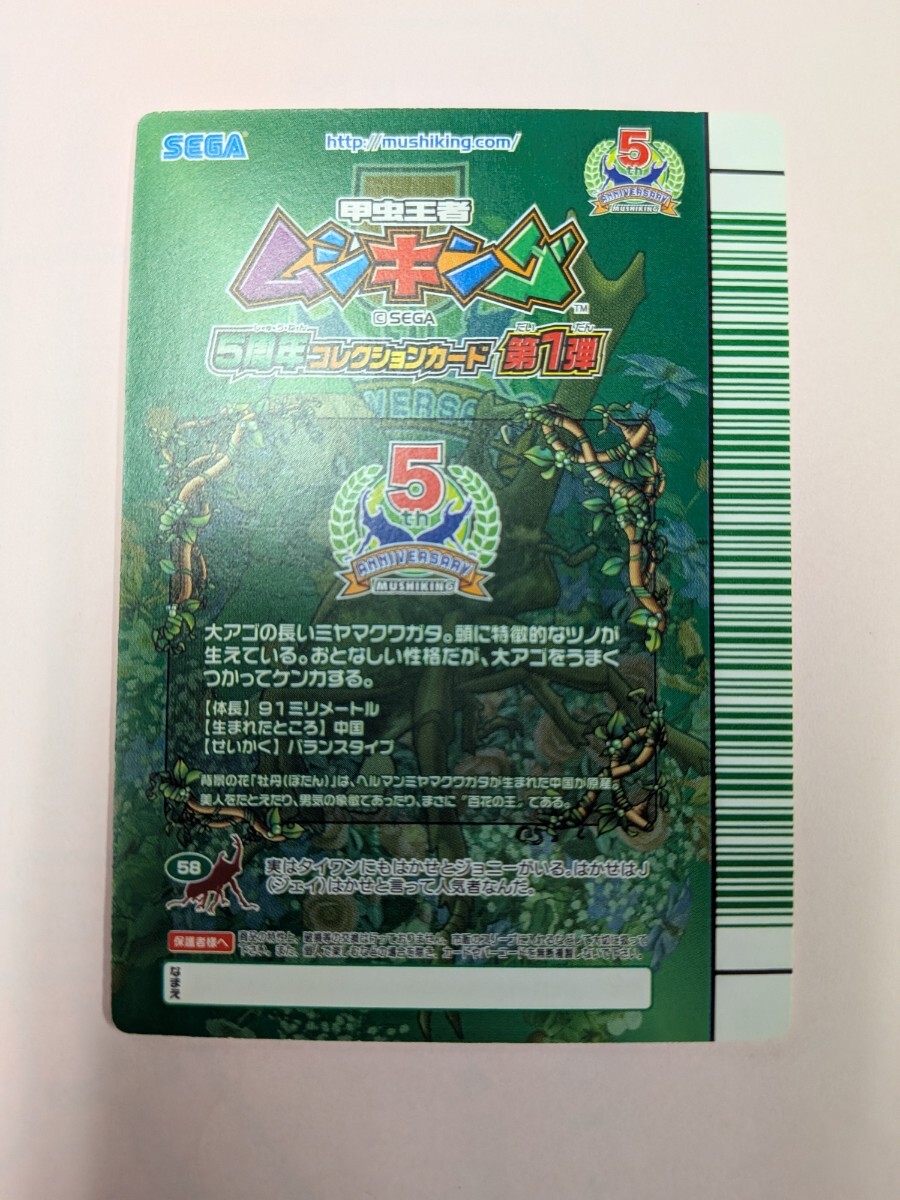 SEGA
http://mushiking.com/
5th
ANNIVERSARY
MUSHIKING
甲虫王者
ムシキング
TM
© SEGA
5周年コレクションカード 第1弾
5th
ANNIVERSARY
MUSHIKING
大アゴの長いミヤマクワガタ。頭に特徴的なツノが
生えている。おとなしい性格だが、大アゴをうまく
つかってケンカする。
【体長】91ミリメートル
【生まれたところ】中国
【せいかく】バランスタイプ
背景の花「牡丹(ぼたん)」は、ヘルマンミヤマクワガタが生まれた中国が原産。
美人をたとえたり、男気の象徴であったり、まさに“百花の王”である。
58
実はタイワンにもはかせとジョニーがいる。はかせはJ
(ジェイ)はかせと言って人気者なんだ。
保護者様へ
なまえ